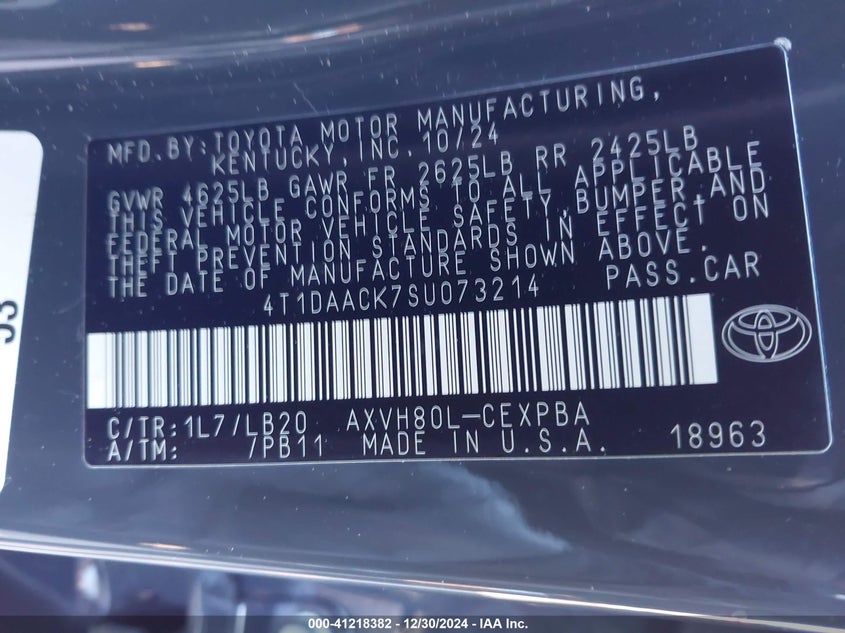 MFD. BY: TOYOTA MOTOR MANUFACTURING,
KENTUCKY, INC. 10/24
GVWR 4625LB GAWR FR 2625LB RR 2425LB
THIS VEHICLE CONFORMS TO ALL APPLICABLE
FEDERAL MOTOR VEHICLE SAFETY, BUMPER, AND
THEFT PREVENTION STANDARDS IN EFFECT ON
THE DATE OF MANUFACTURE SHOWN ABOVE.
4T1DAACK7SU073214 PASS. CAR
C/TR: 1L7/LB20 AXVH80L-CEXPBA
A/TM: 7PB11 MADE IN U.S.A. 18963
000-41218382 - 12/30/2024 - IAA Inc.